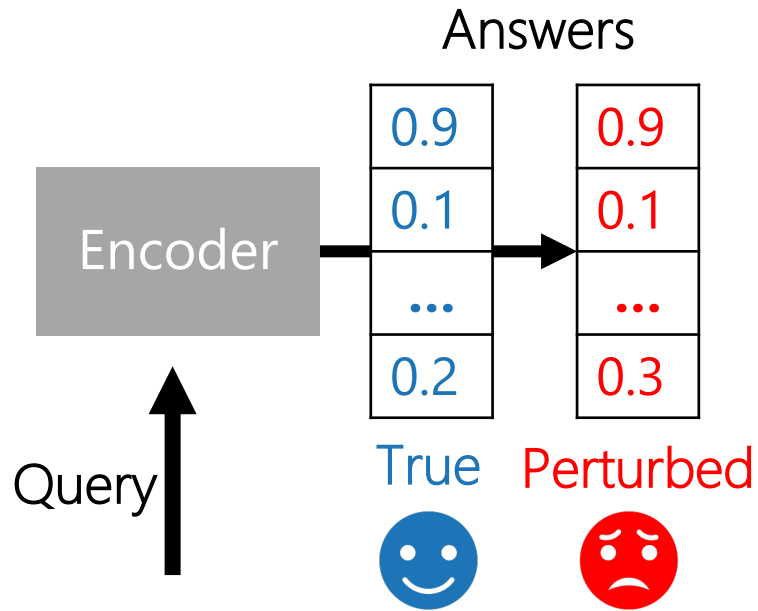 Answers
0.9 0.9
0.1 0.1
Encoder
... ...
0.2 0.3
True Perturbed
Query